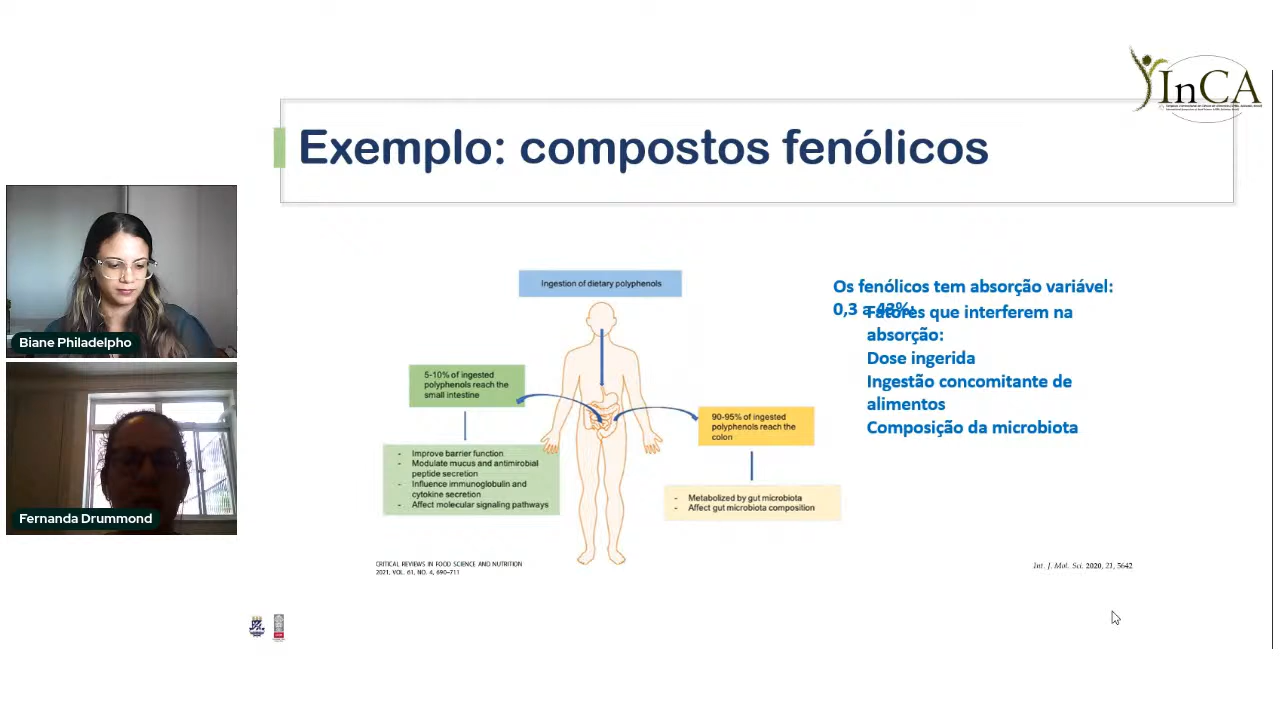 InCA
Exemplo: compostos fenólicos
Biane Philadelpho
Fernanda Drummond
Ingestion of dietary polyphenols
5-10% of ingested
polyphenols reach the
small intestine
- Improve barrier function
- Modulate mucus and antimirobial
peptide secretion
- Influence immunoglobulin and
cytokine secretion
- Affect molecular signaling pathways
90-95% of ingested
polyphenols reach the
colon
- Metabolized by gut microbiota
- Affect gut microbiota composition
Os fenólicos tem absorção variável:
0,3 a 43%;
Fatores que interferem na
absorção:
Dose ingerida
Ingestão concomitante de
alimentos
Composição da microbiota
CRITICAL REVIEWS IN FOOD SCIENCE AND NUTRITION
2021, VOL. 61, NO. 4, 690–711
Int. J. Mol. Sci. 2020, 21, 5642